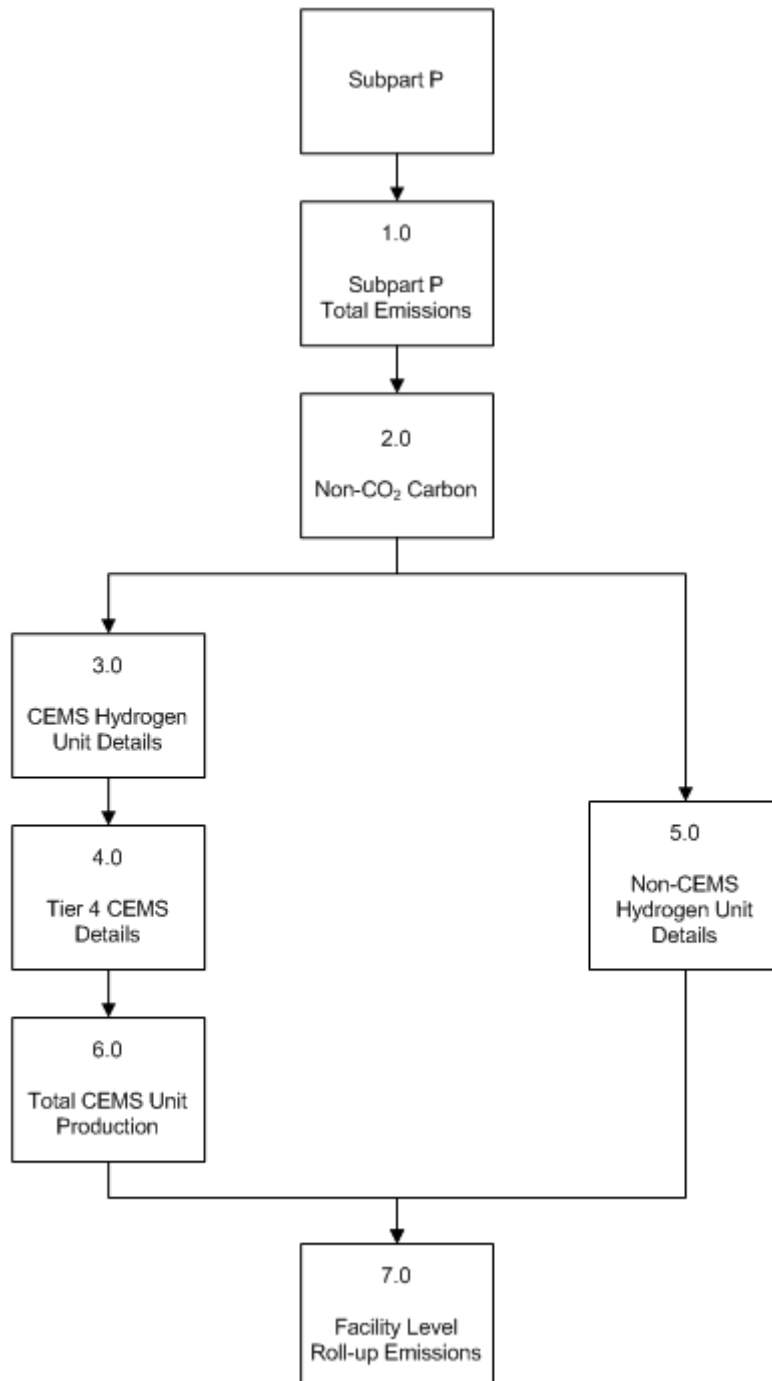 Subpart P
1.0
Subpart P
Total Emissions
2.0
Non-CO₂ Carbon
3.0
CEMS Hydrogen
Unit Details
4.0
Tier 4 CEMS
Details
5.0
Non-CEMS
Hydrogen Unit
Details
6.0
Total CEMS Unit
Production
7.0
Facility Level
Roll-up Emissions